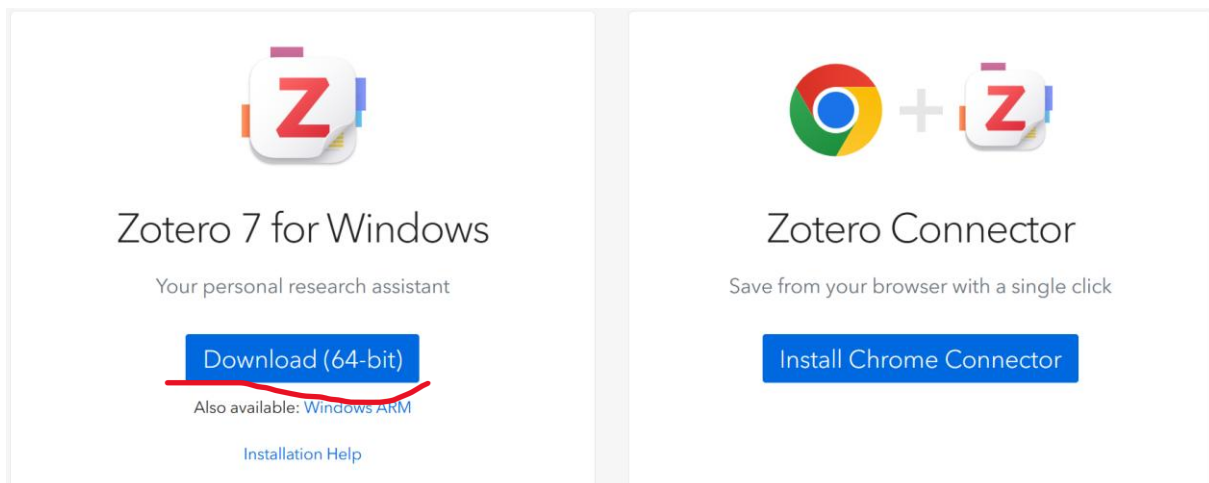 Z
Z
Zotero 7 for Windows
Your personal research assistant
Download (64-bit)
Also available: Windows ARM
Installation Help
Zotero Connector
Save from your browser with a single click
Install Chrome Connector